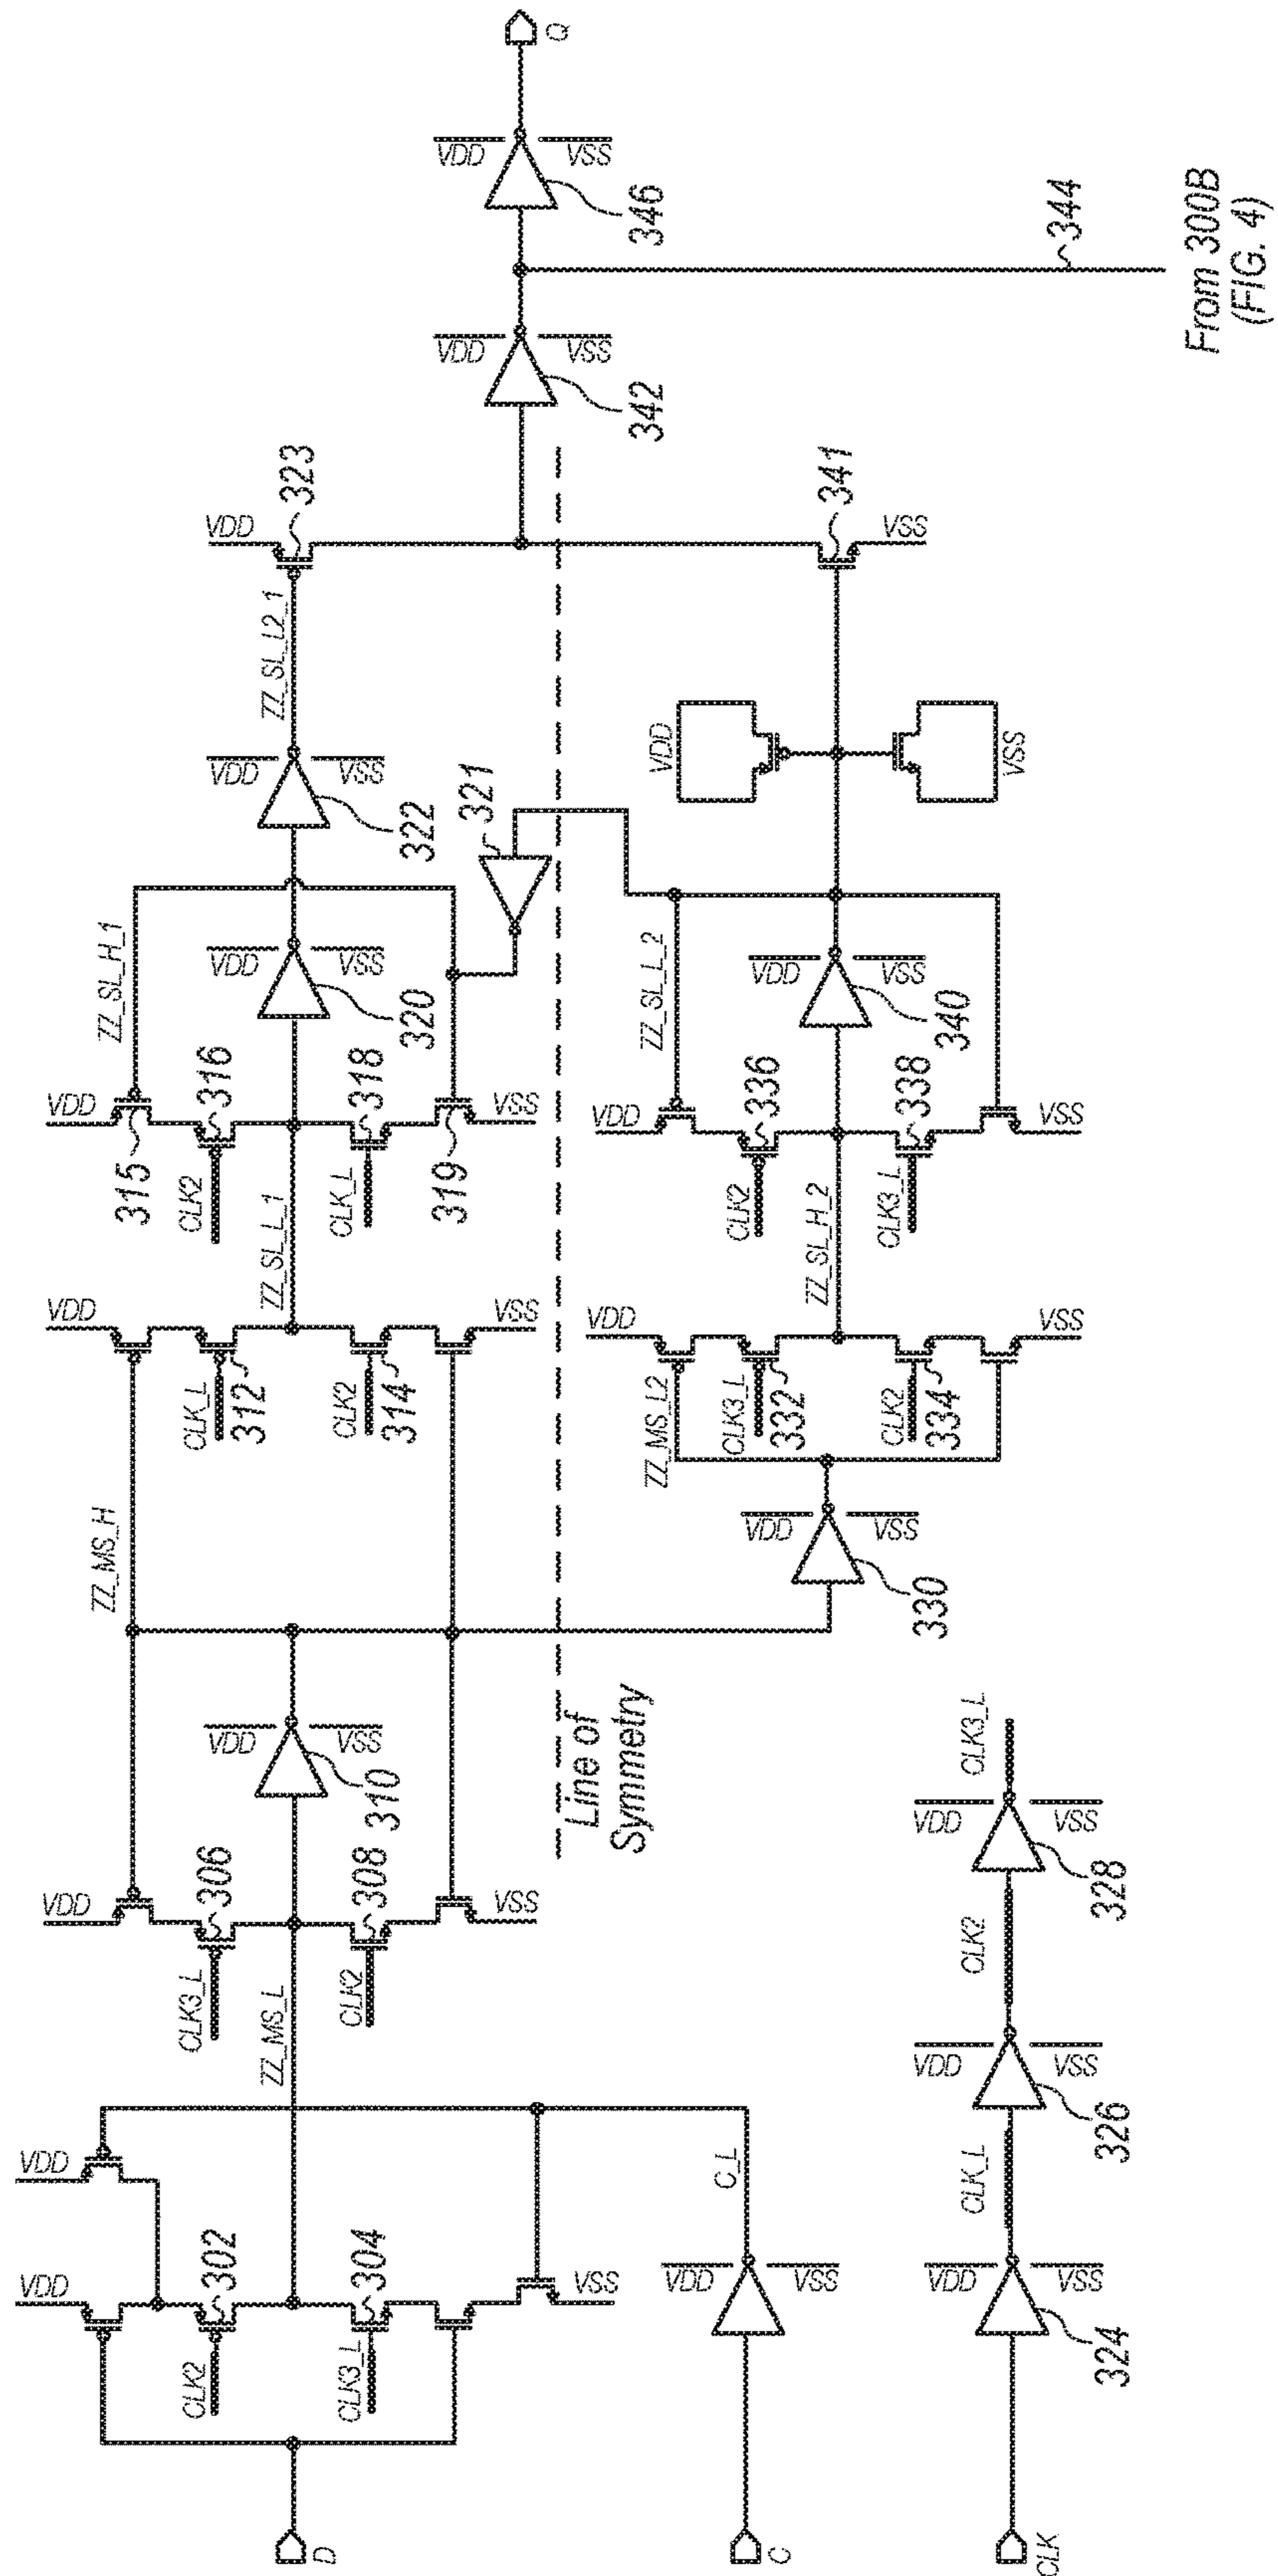 D
VDD
VDD
CLK2
302
CLK3_L
304
VSS
ZZ_MS_L
VDD
CLK3_L
306
CLK2
308
VSS
VDD
VSS
310
ZZ_MS_H
VDD
CLK_L
312
CLK2
314
VSS
ZZ_SL_L_1
VDD
315
CLK2
316
CLK_L
318
319
VSS
ZZ_SL_H_1
VDD
VSS
320
321
VDD
VSS
322
ZZ_SL_L2_1
VDD
323
VDD
VSS
342
VDD
VSS
346
Q
Line of
Symmetry
C
VDD
VSS
C_L
VDD
VSS
330
ZZ_MS_L2
VDD
CLK3_L
332
CLK2
334
VSS
ZZ_SL_H_2
VDD
CLK2
336
CLK3_L
338
VSS
ZZ_SL_L_2
VDD
VSS
340
VDD
VSS
341
VSS
344
From 300B
(FIG. 4)
CLK
VDD
VSS
324
CLK_L
VDD
VSS
326
CLK2
VDD
VSS
328
CLK3_L